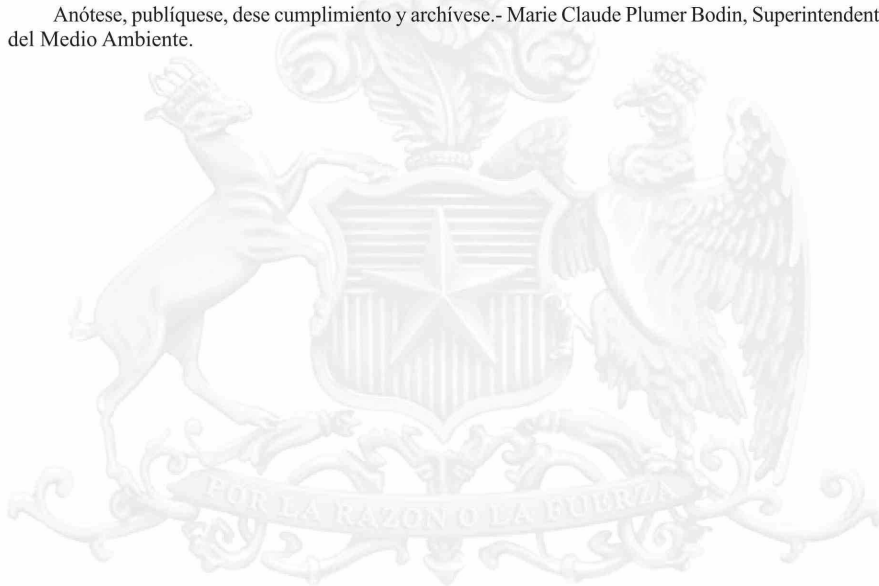 Anótese, publíquese, dese cumplimiento y archívese.- Marie Claude Plumer Bodin, Superintendent
del Medio Ambiente.
POR LA RAZON O LA FUERZA